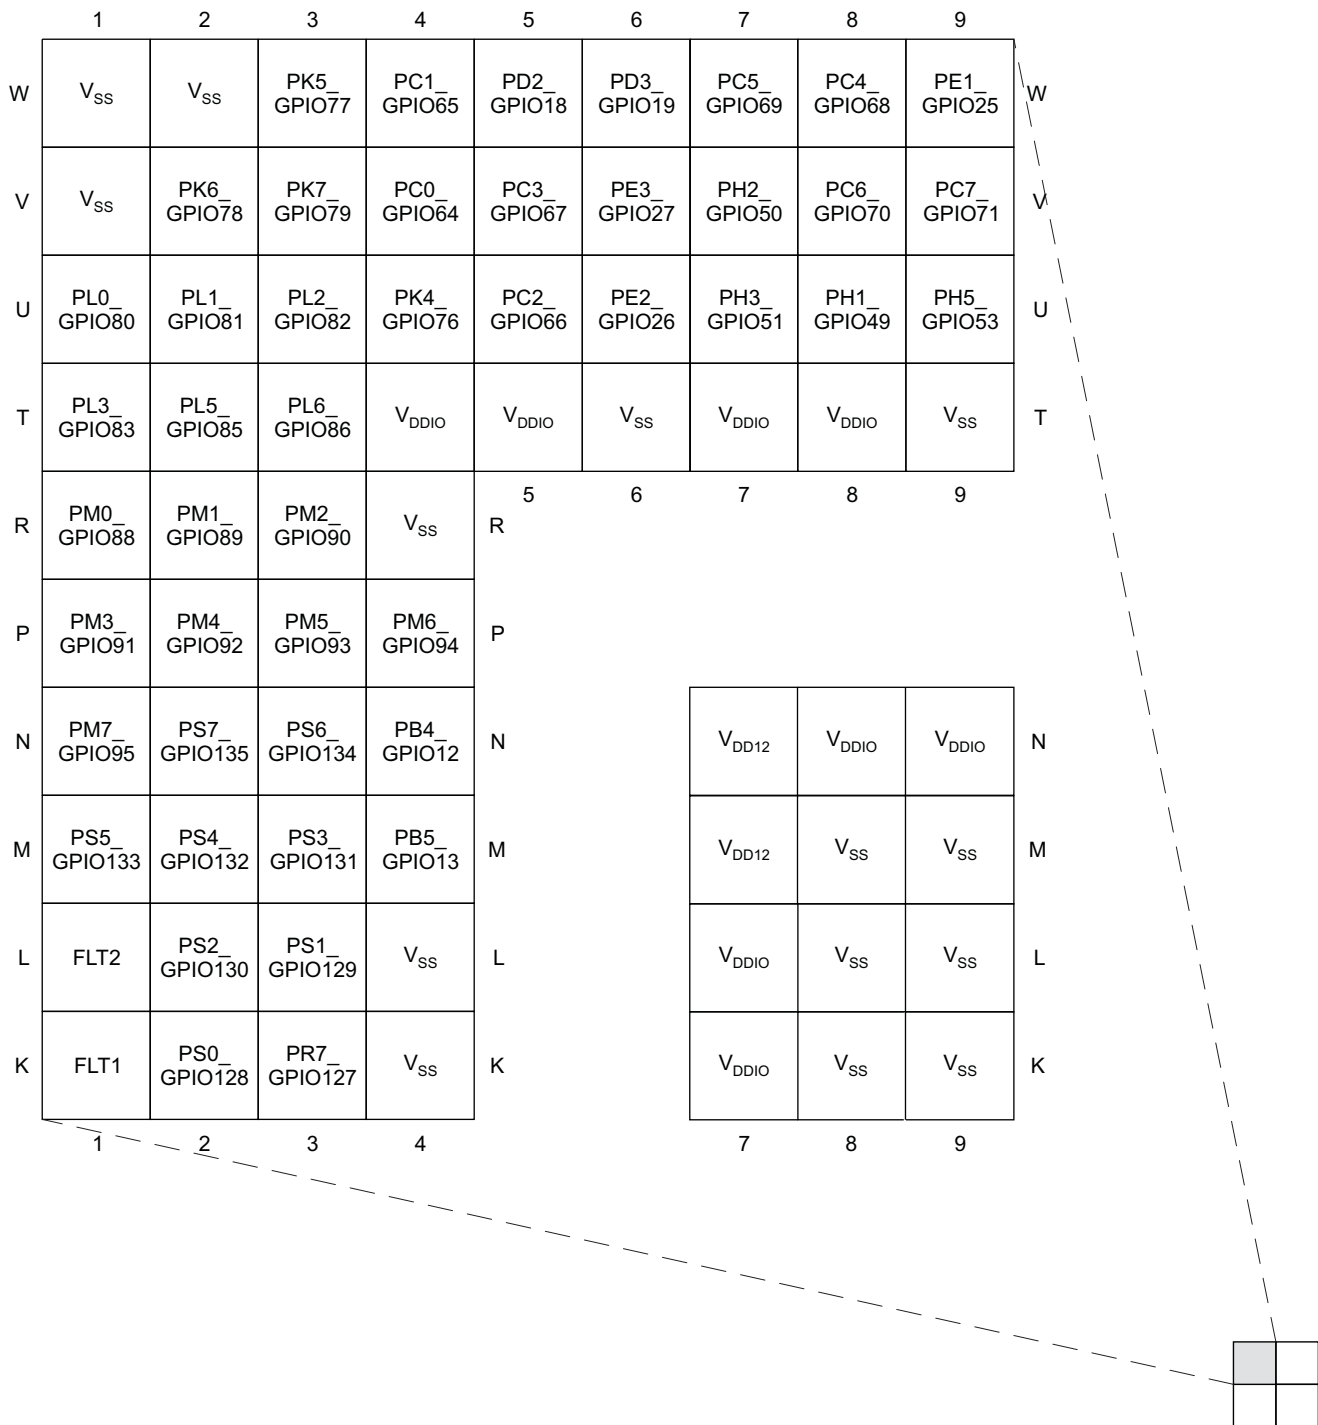 1 2 3 4 5 6 7 8 9
W VSS VSS PK5_ GPIO77 PC1_ GPIO65 PD2_ GPIO18 PD3_ GPIO19 PC5_ GPIO69 PC4_ GPIO68 PE1_ GPIO25 W
V VSS PK6_ GPIO78 PK7_ GPIO79 PC0_ GPIO64 PC3_ GPIO67 PE3_ GPIO27 PH2_ GPIO50 PC6_ GPIO70 PC7_ GPIO71 V
U PL0_ GPIO80 PL1_ GPIO81 PL2_ GPIO82 PK4_ GPIO76 PC2_ GPIO66 PE2_ GPIO26 PH3_ GPIO51 PH1_ GPIO49 PH5_ GPIO53 U
T PL3_ GPIO83 PL5_ GPIO85 PL6_ GPIO86 VDDIO VDDIO VSS VDDIO VDDIO VSS T
5 6 7 8 9
R PM0_ GPIO88 PM1_ GPIO89 PM2_ GPIO90 VSS R
P PM3_ GPIO91 PM4_ GPIO92 PM5_ GPIO93 PM6_ GPIO94 P
N PM7_ GPIO95 PS7_ GPIO135 PS6_ GPIO134 PB4_ GPIO12 N VDD12 VDDIO VDDIO N
M PS5_ GPIO133 PS4_ GPIO132 PS3_ GPIO131 PB5_ GPIO13 M VDD12 VSS VSS M
L FLT2 PS2_ GPIO130 PS1_ GPIO129 VSS L VDDIO VSS VSS L
K FLT1 PS0_ GPIO128 PR7_ GPIO127 VSS K VDDIO VSS VSS K
1 2 3 4 7 8 9